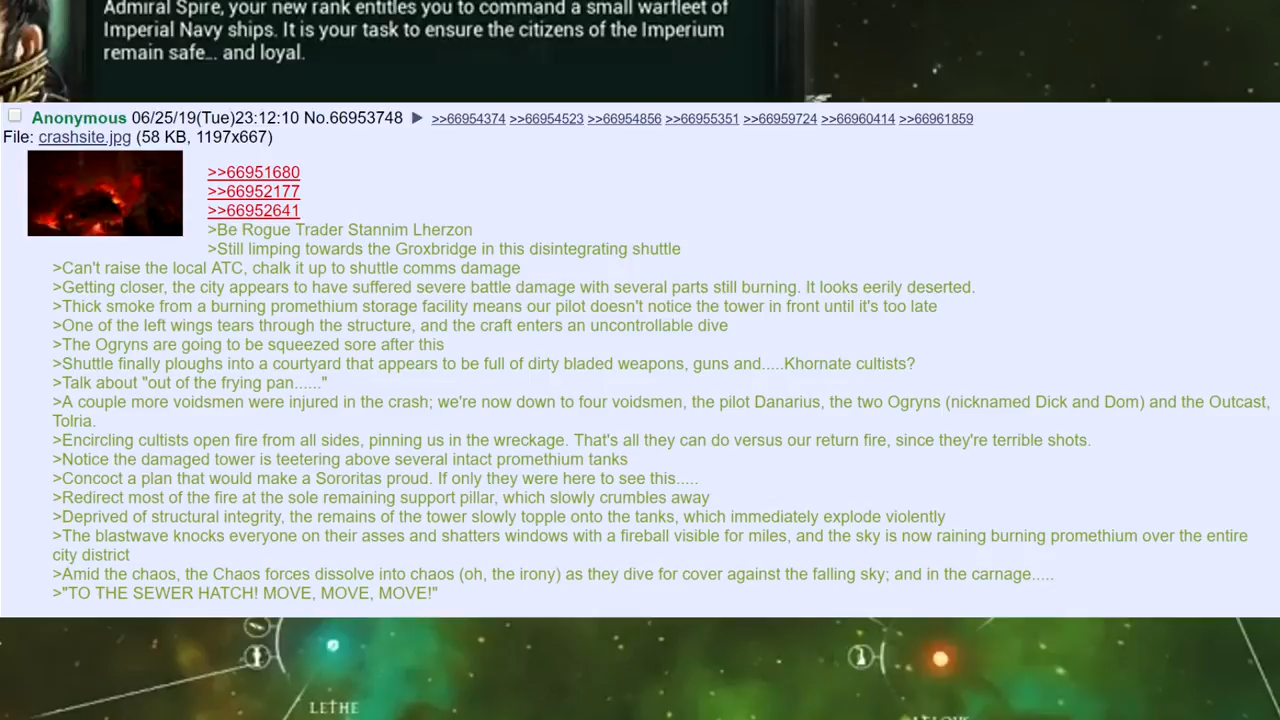 Admiral Spire, your new rank entitles you to command a small warfleet of
Imperial Navy ships. It is your task to ensure the citizens of the Imperium
remain safe... and loyal.
Anonymous 06/25/19(Tue)23:12:10 No.66953748 ▶ >>66954374 >>66954523 >>66954856 >>66955351 >>66959724 >>66960414 >>66961859
File: crashsite.jpg (58 KB, 1197x667)
>>66951680
>>66952177
>>66952641
>Be Rogue Trader Stannim Lherzon
>Still limping towards the Groxbridge in this disintegrating shuttle
>Can't raise the local ATC, chalk it up to shuttle comms damage
>Getting closer, the city appears to have suffered severe battle damage with several parts still burning. It looks eerily deserted.
>Thick smoke from a burning promethium storage facility means our pilot doesn't notice the tower in front until it's too late
>One of the left wings tears through the structure, and the craft enters an uncontrollable dive
>The Ogryns are going to be squeezed sore after this
>Shuttle finally ploughs into a courtyard that appears to be full of dirty bladed weapons, guns and.....Khornate cultists?
>Talk about "out of the frying pan......"
>A couple more voidsmen were injured in the crash; we're now down to four voidsmen, the pilot Danarius, the two Ogryns (nicknamed Dick and Dom) and the Outcast,
Tolria.
>Encircling cultists open fire from all sides, pinning us in the wreckage. That's all they can do versus our return fire, since they're terrible shots.
>Notice the damaged tower is teetering above several intact promethium tanks
>Concoct a plan that would make a Sororitas proud. If only they were here to see this.....
>Redirect most of the fire at the sole remaining support pillar, which slowly crumbles away
>Deprived of structural integrity, the remains of the tower slowly topple onto the tanks, which immediately explode violently
>The blastwave knocks everyone on their asses and shatters windows with a fireball visible for miles, and the sky is now raining burning promethium over the entire
city district
>Amid the chaos, the Chaos forces dissolve into chaos (oh, the irony) as they dive for cover against the falling sky; and in the carnage.....
>"TO THE SEWER HATCH! MOVE, MOVE, MOVE!"
LETHE